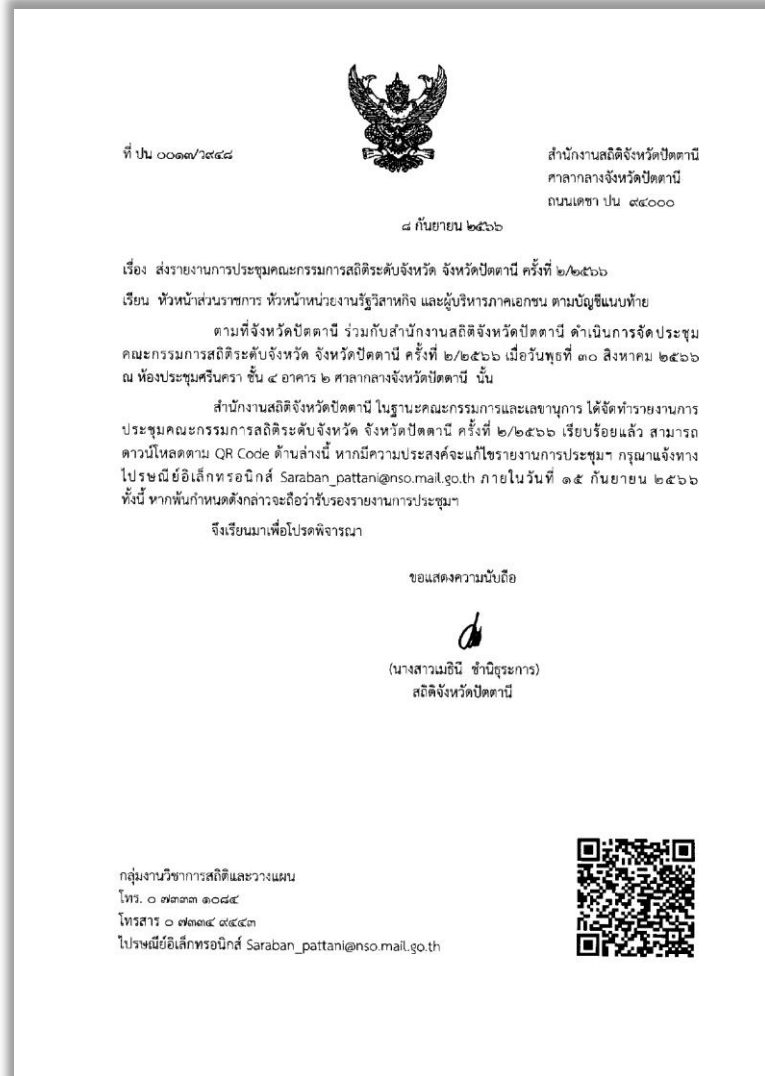 ที่ ปน ๐๐๑๓/ว๙๔๘
สำนักงานสถิติจังหวัดปัตตานี
ศาลากลางจังหวัดปัตตานี
ถนนเดชา ปน ๙๔๐๐๐
๘ กันยายน ๒๕๖๖
เรื่อง ส่งรายงานการประชุมคณะกรรมการสถิติระดับจังหวัด จังหวัดปัตตานี ครั้งที่ ๒/๒๕๖๖
เรียน หัวหน้าส่วนราชการ หัวหน้าหน่วยงานรัฐวิสาหกิจ และผู้บริหารภาคเอกชน ตามบัญชีแนบท้าย
ตามที่จังหวัดปัตตานี ร่วมกับสำนักงานสถิติจังหวัดปัตตานี ดำเนินการจัดประชุม
คณะกรรมการสถิติระดับจังหวัด จังหวัดปัตตานี ครั้งที่ ๒/๒๕๖๖ เมื่อวันพุธที่ ๓๐ สิงหาคม ๒๕๖๖
ณ ห้องประชุมศรีนครา ชั้น ๔ อาคาร ๒ ศาลากลางจังหวัดปัตตานี นั้น
สำนักงานสถิติจังหวัดปัตตานี ในฐานะคณะกรรมการและเลขานุการ ได้จัดทำรายงานการ
ประชุมคณะกรรมการสถิติระดับจังหวัด จังหวัดปัตตานี ครั้งที่ ๒/๒๕๖๖ เรียบร้อยแล้ว สามารถ
ดาวน์โหลดตาม QR Code ด้านล่างนี้ หากมีความประสงค์จะแก้ไขรายงานการประชุมฯ กรุณาแจ้งทาง
ไปรษณีย์อิเล็กทรอนิกส์ Saraban_pattani@nso.mail.go.th ภายในวันที่ ๑๕ กันยายน ๒๕๖๖
ทั้งนี้ หากพ้นกำหนดดังกล่าวจะถือว่ารับรองรายงานการประชุมฯ
จึงเรียนมาเพื่อโปรดพิจารณา
ขอแสดงความนับถือ
(นางสาวเมธินี ชำนิธุระการ)
สถิติจังหวัดปัตตานี
กลุ่มงานวิชาการสถิติและวางแผน
โทร. ๐ ๗๓๓๓ ๑๐๘๔
โทรสาร ๐ ๗๓๓๔ ๙๔๔๓
ไปรษณีย์อิเล็กทรอนิกส์ Saraban_pattani@nso.mail.go.th